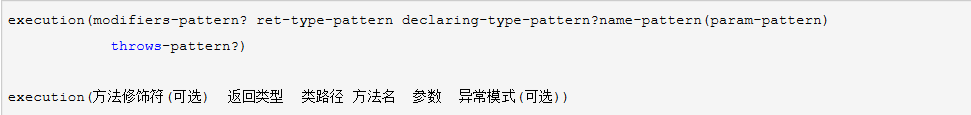 execution(modifiers-pattern? ret-type-pattern declaring-type-pattern?name-pattern(param-pattern)
throws-pattern?)
execution(方法修饰符(可选)  返回类型  类路径 方法名  参数  异常模式(可选))